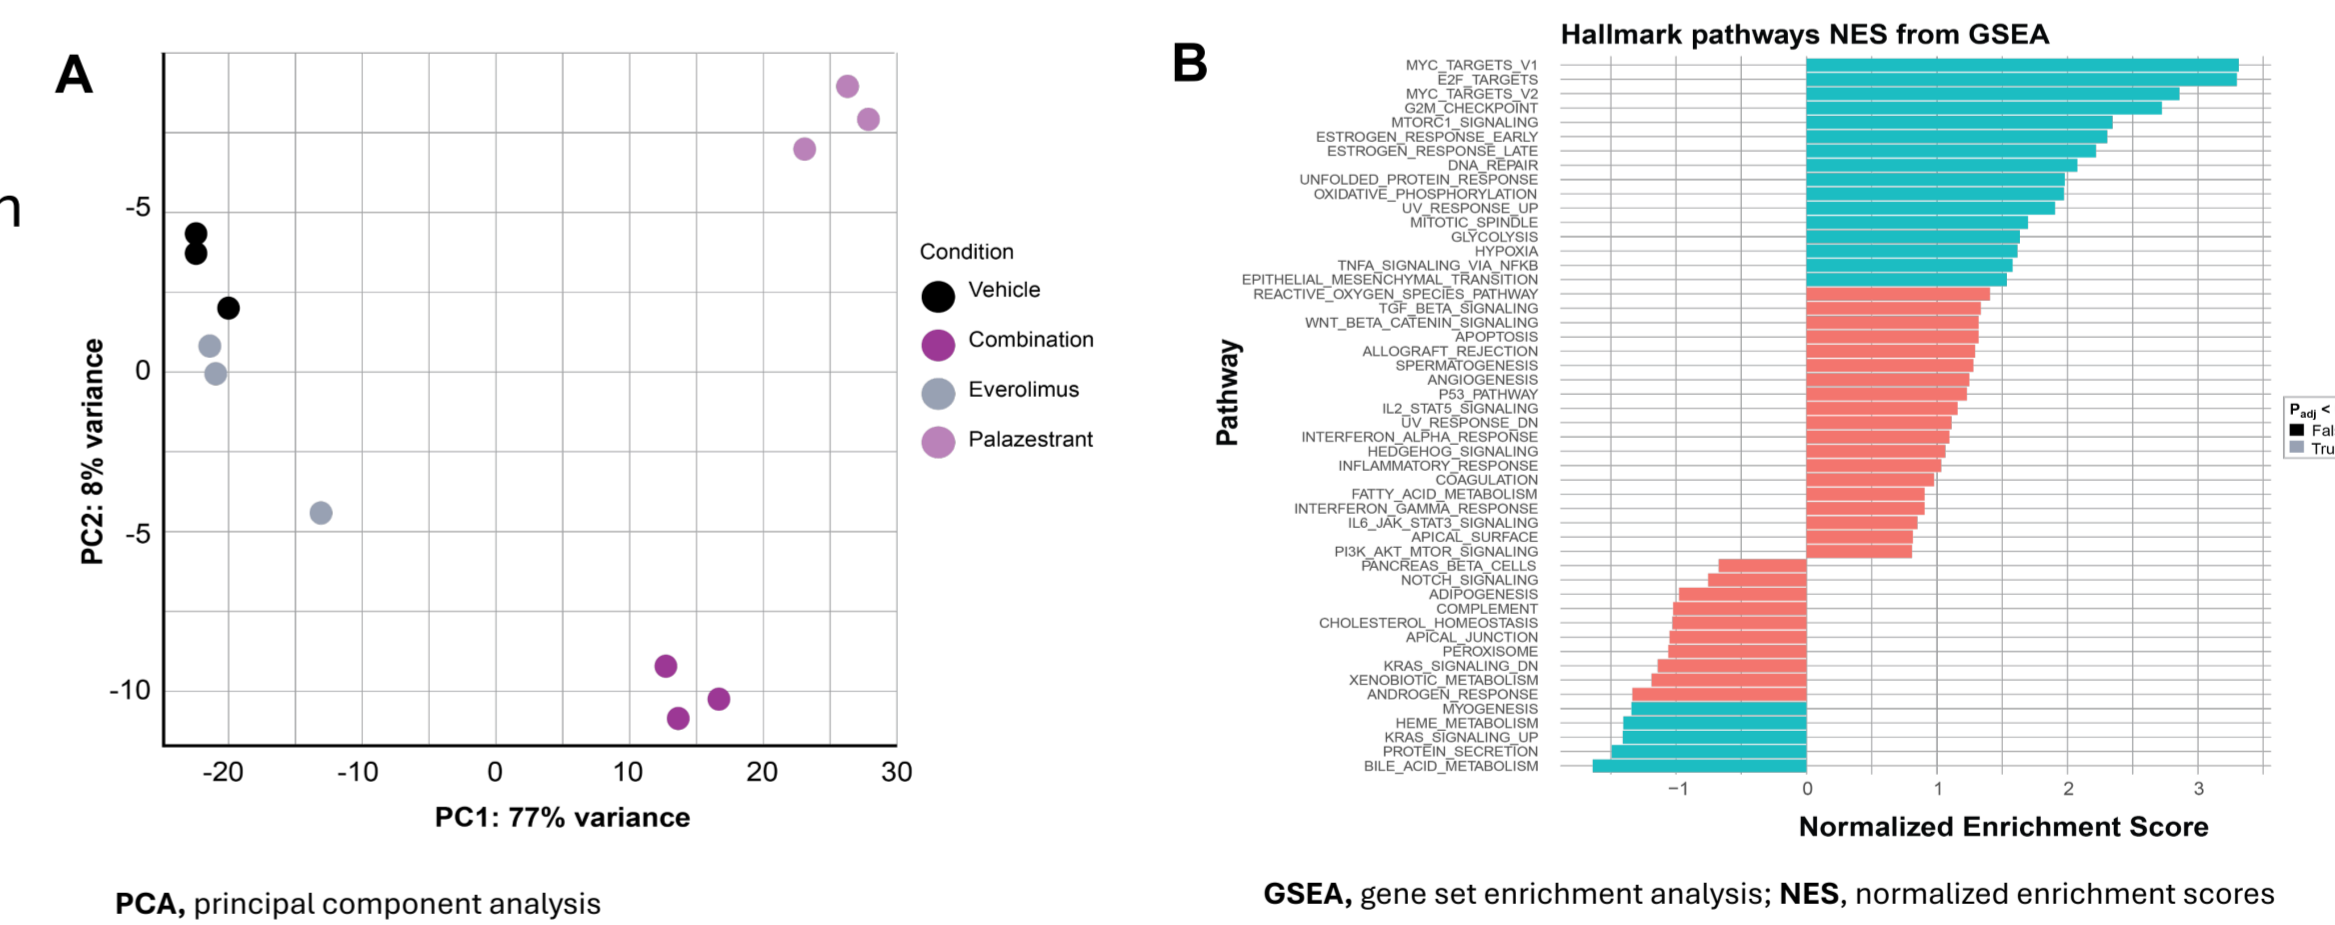 n
A
-5
0
-5
-10
-20
-10
0
10
20
30
PC2: 8% variance
PC1: 77% variance
Condition
Vehicle
Combination
Everolimus
Palazestrant
PCA, principal component analysis
B
Hallmark pathways NES from GSEA
MYC_TARGETS_V1
E2F_TARGETS
MYC_TARGETS_V2
G2M_CHECKPOINT
MTORC1_SIGNALING
ESTROGEN_RESPONSE_EARLY
ESTROGEN_RESPONSE_LATE
DNA_REPAIR
UNFOLDED_PROTEIN_RESPONSE
OXIDATIVE_PHOSPHORYLATION
UV_RESPONSE_UP
MITOTIC_SPINDLE
GLYCOLYSIS
HYPOXIA
TNFA_SIGNALING_VIA_NFKB
EPITHELIAL_MESENCHYMAL_TRANSITION
REACTIVE_OXYGEN_SPECIES_PATHWAY
TGF_BETA_SIGNALING
WNT_BETA_CATENIN_SIGNALING
APOPTOSIS
ALLOGRAFT_REJECTION
SPERMATOGENESIS
ANGIOGENESIS
P53_PATHWAY
IL2_STAT5_SIGNALING
UV_RESPONSE_DN
INTERFERON_ALPHA_RESPONSE
HEDGEHOG_SIGNALING
INFLAMMATORY_RESPONSE
COAGULATION
FATTY_ACID_METABOLISM
INTERFERON_GAMMA_RESPONSE
IL6_JAK_STAT3_SIGNALING
APICAL_SURFACE
PI3K_AKT_MTOR_SIGNALING
PANCREAS_BETA_CELLS
NOTCH_SIGNALING
ADIPOGENESIS
COMPLEMENT
CHOLESTEROL_HOMEOSTASIS
APICAL_JUNCTION
PEROXISOME
KRAS_SIGNALING_DN
XENOBIOTIC_METABOLISM
ANDROGEN_RESPONSE
MYOGENESIS
HEME_METABOLISM
KRAS_SIGNALING_UP
PROTEIN_SECRETION
BILE_ACID_METABOLISM
Pathway
−1
0
1
2
3
Normalized Enrichment Score
Padj <
Fal
Tru
GSEA, gene set enrichment analysis; NES, normalized enrichment scores